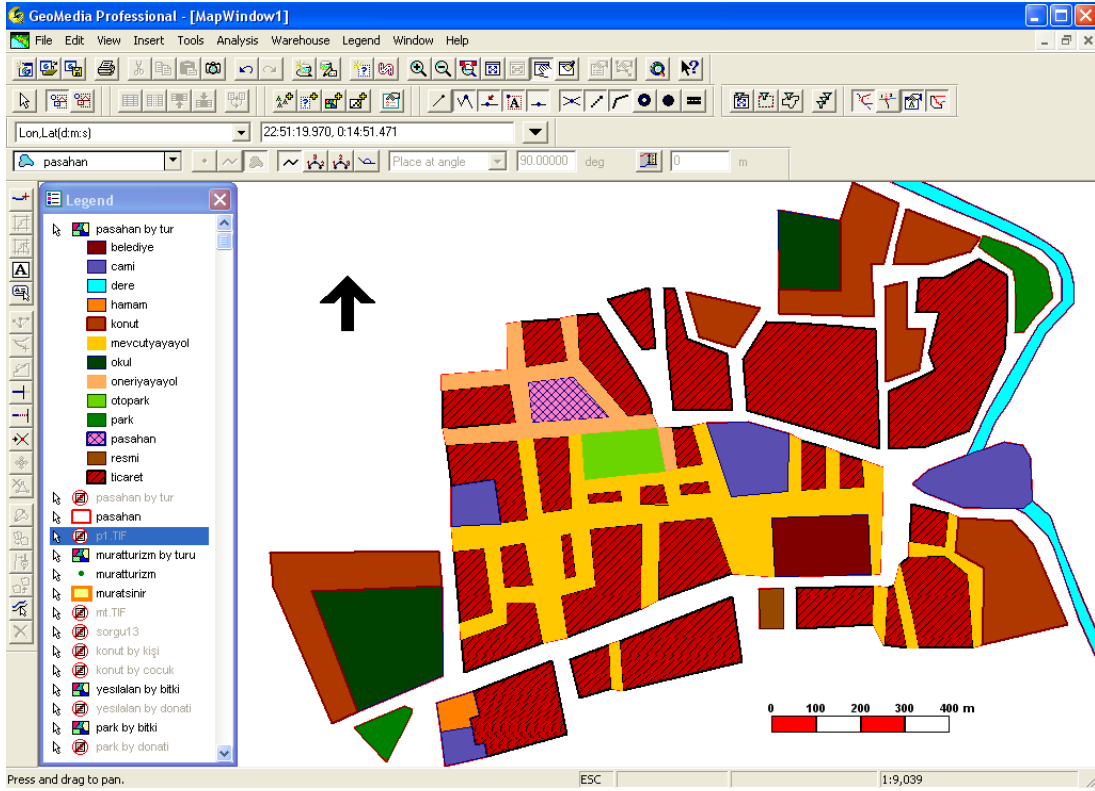 GeoMedia Professional - [MapWindow1]
File Edit View Insert Tools Analysis Warehouse Legend Window Help
Lon,Lat(d:m:s) 22:51:19.970, 0:14:51.471
pasahan Place at angle 90.00000 deg 0 m
Legend
pasahan by tur
belediye
cami
dere
hamam
konut
mevcutyayayol
okul
oneriyayayol
otopark
park
pasahan
resmi
ticaret
pasahan by tur
pasahan
p1.TIF
muratturizm by turu
muratturizm
muratsinir
mt.TIF
sorgu13
konut by kişi
konut by cocuk
yesılalan by bitki
yesılalan by donati
park by bitki
park by donati
0 100 200 300 400 m
Press and drag to pan. ESC 1:9,039